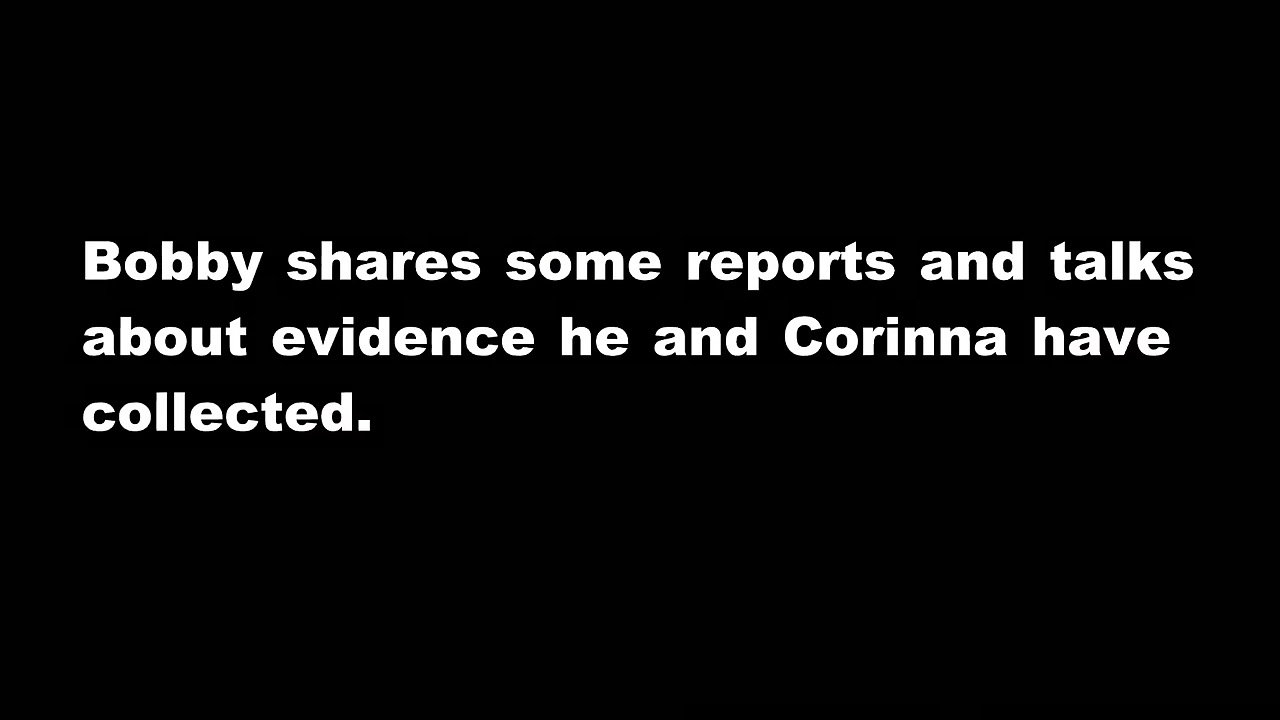 Bobby shares some reports and talks
about evidence he and Corinna have
collected.